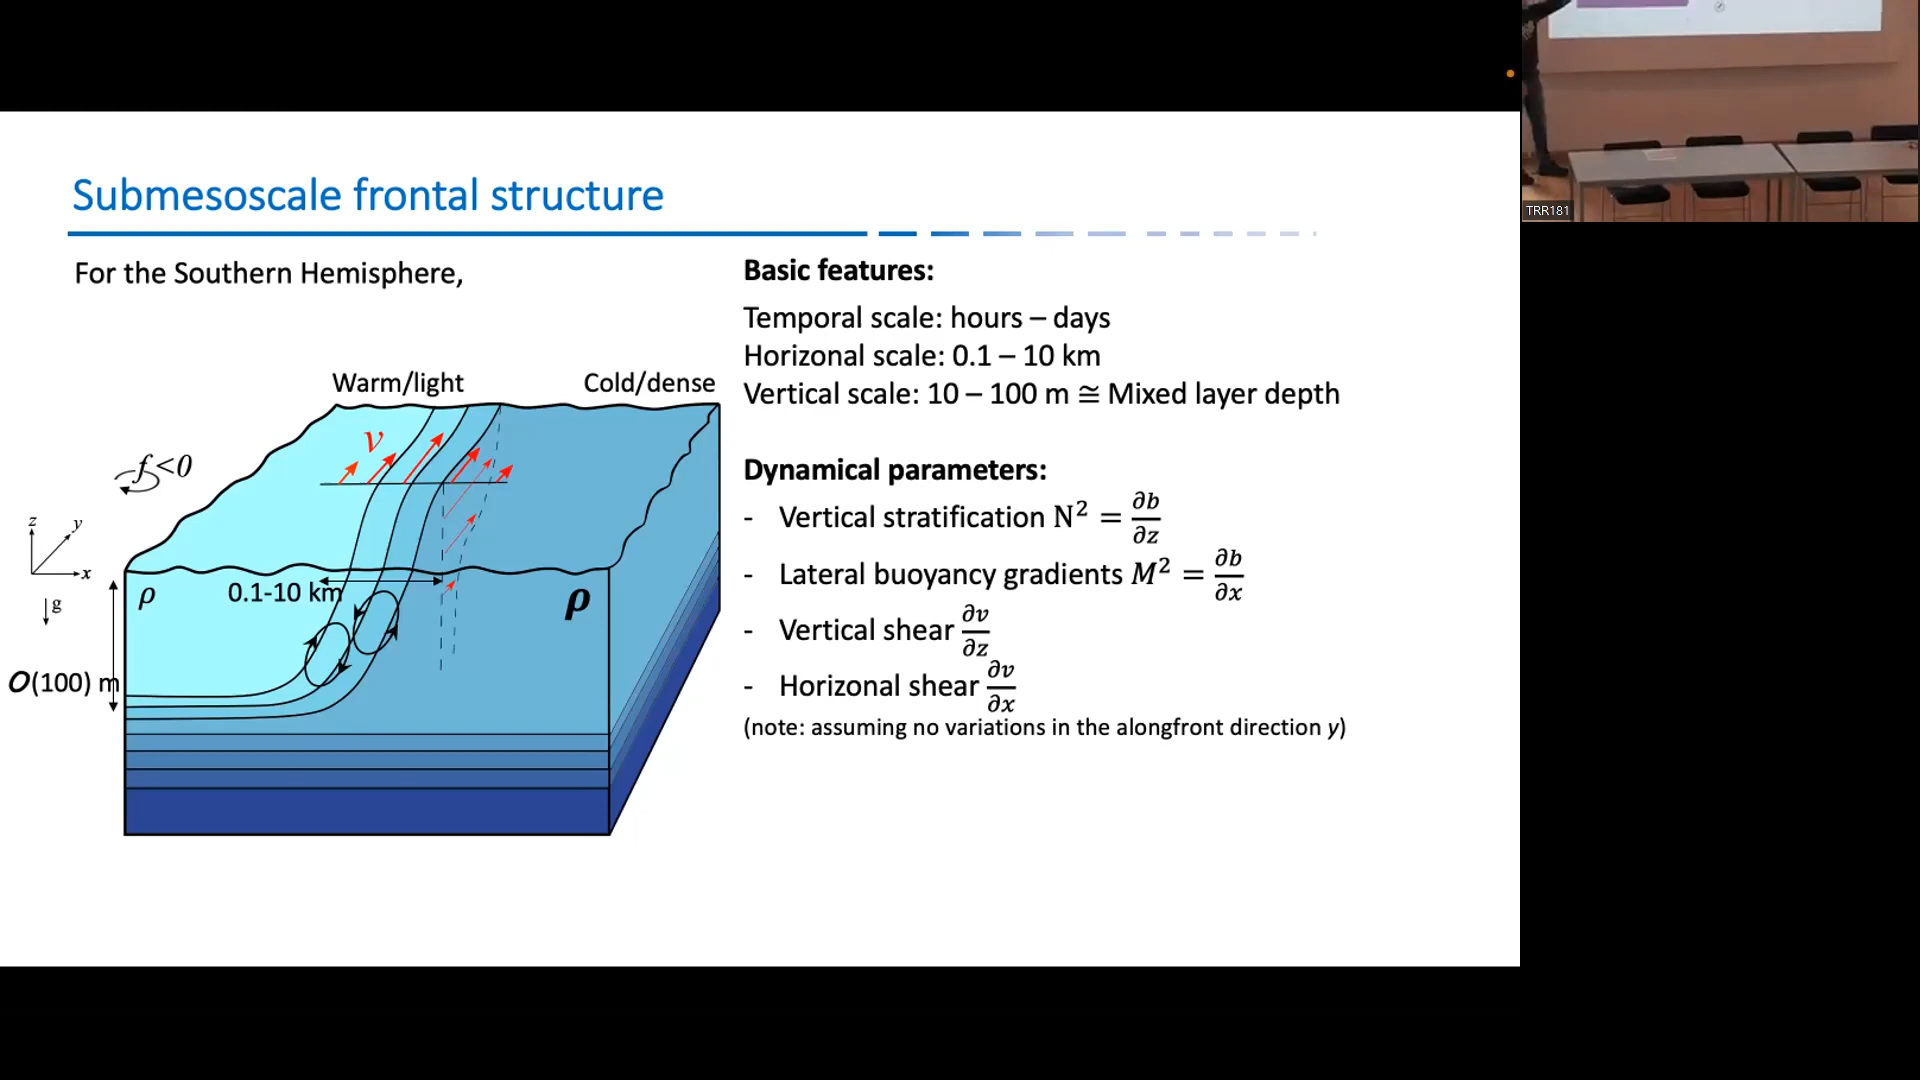 Submesoscale frontal structure
For the Southern Hemisphere,
Warm/light
Cold/dense
v
f<0
z
y
x
g
ρ
0.1-10 km
ρ
O(100) m
Basic features:
Temporal scale: hours – days
Horizonal scale: 0.1 – 10 km
Vertical scale: 10 – 100 m ≅ Mixed layer depth
Dynamical parameters:
- Vertical stratification N² = ∂b/∂z
- Lateral buoyancy gradients M² = ∂b/∂x
- Vertical shear ∂v/∂z
- Horizonal shear ∂v/∂x
(note: assuming no variations in the alongfront direction y)
TRR181